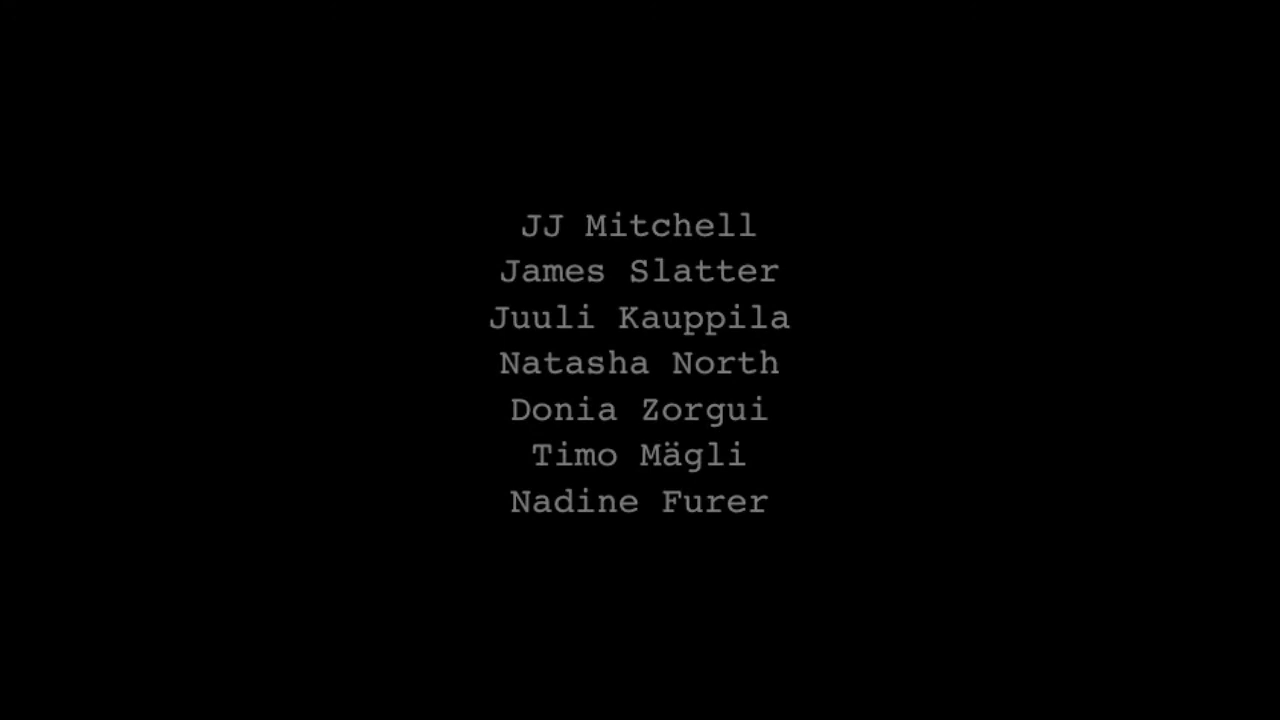 JJ Mitchell
James Slatter
Juuli Kauppila
Natasha North
Donia Zorgui
Timo Mägli
Nadine Furer